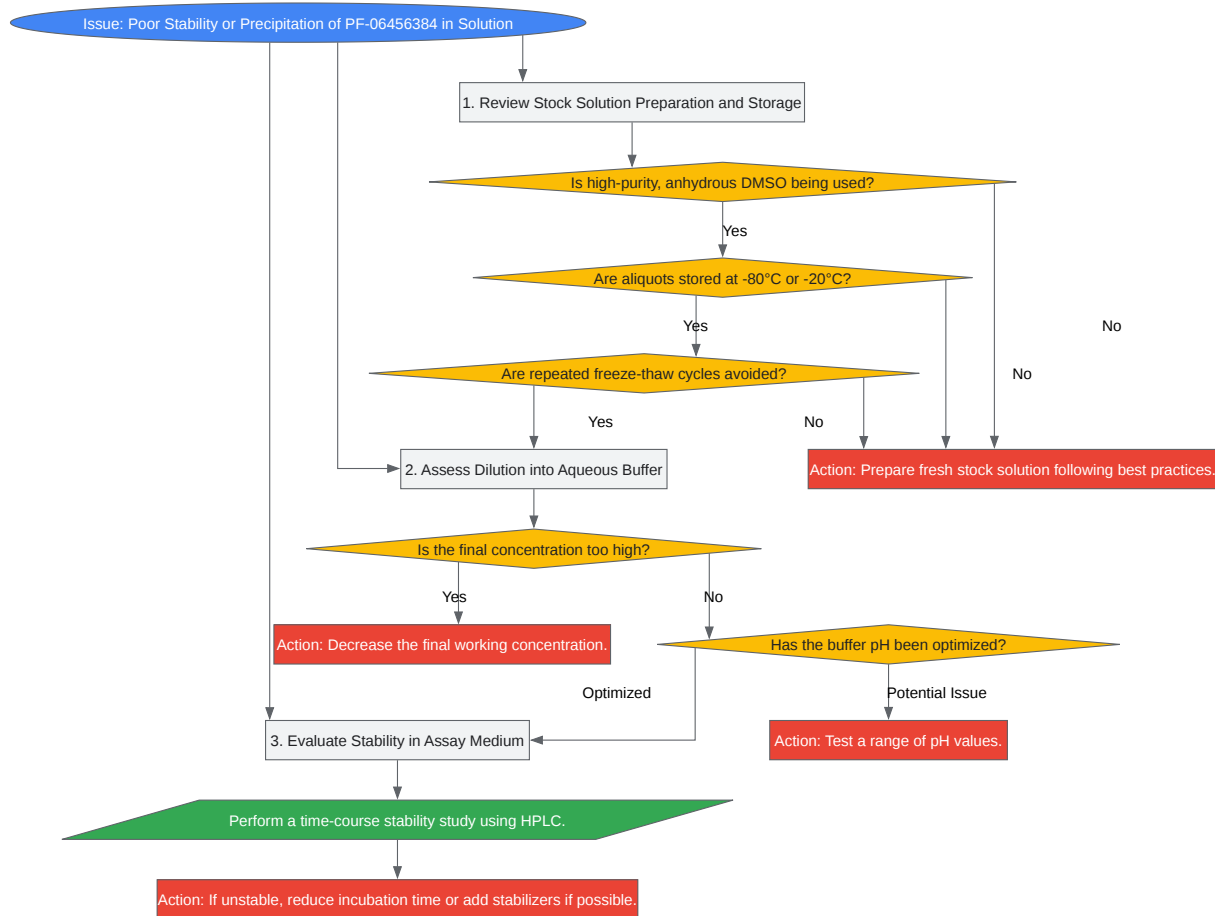 Issue: Poor Stability or Precipitation of PF-06456384 in Solution
1. Review Stock Solution Preparation and Storage
Is high-purity, anhydrous DMSO being used?
Yes
Are aliquots stored at -80°C or -20°C?
Yes
No
Are repeated freeze-thaw cycles avoided?
No
Yes
No
2. Assess Dilution into Aqueous Buffer
Action: Prepare fresh stock solution following best practices.
Is the final concentration too high?
Yes
No
Action: Decrease the final working concentration.
Has the buffer pH been optimized?
Optimized
Potential Issue
3. Evaluate Stability in Assay Medium
Action: Test a range of pH values.
Perform a time-course stability study using HPLC.
Action: If unstable, reduce incubation time or add stabilizers if possible.